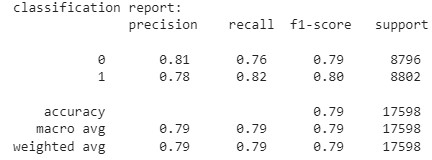 classification report:
precision recall f1-score support
0 0.81 0.76 0.79 8796
1 0.78 0.82 0.80 8802
accuracy 0.79 17598
macro avg 0.79 0.79 0.79 17598
weighted avg 0.79 0.79 0.79 17598